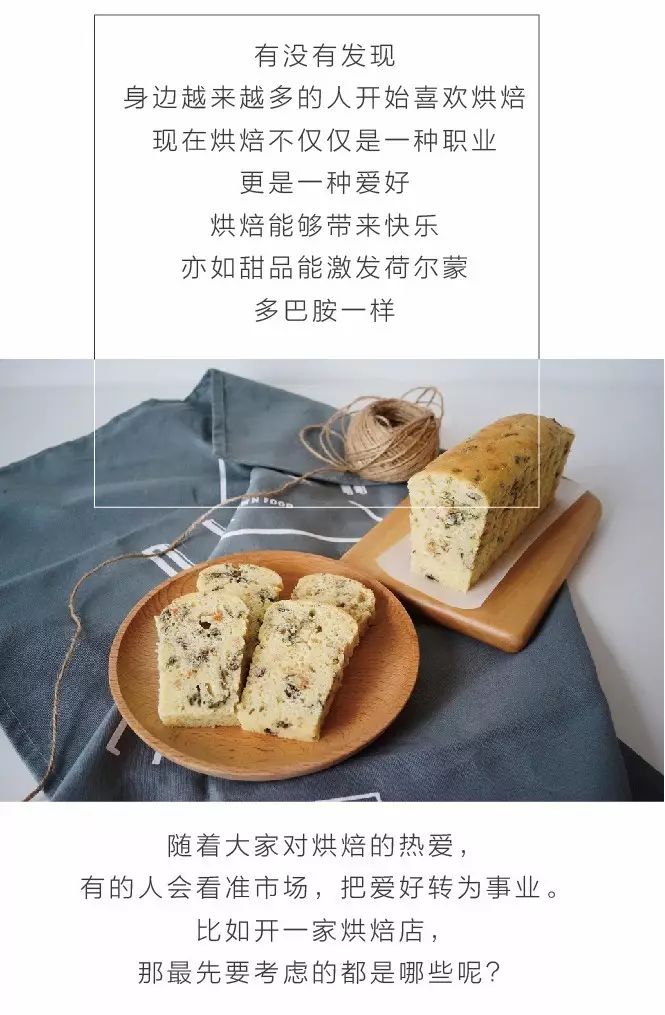 有没有发现
身边越来越多的人开始喜欢烘焙
现在烘焙不仅仅是一种职业
更是一种爱好
烘焙能够带来快乐
亦如甜品能激发荷尔蒙
多巴胺一样
WN FOOD
随着大家对烘焙的热爱，
有的人会看准市场，把爱好转为事业。
比如开一家烘焙店，
那最先要考虑的都是哪些呢？